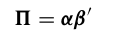 Π = αβ′